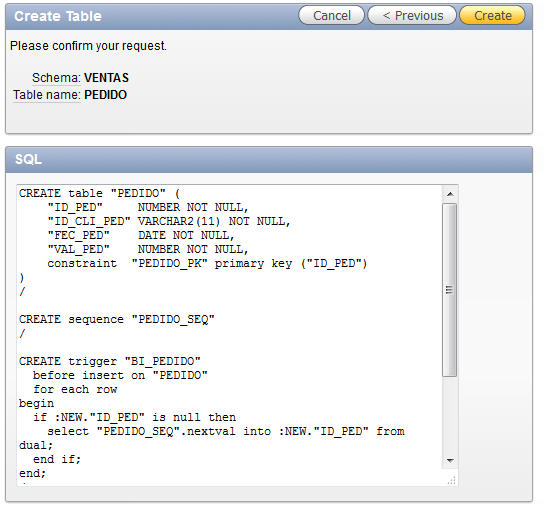 Create Table
Cancel
< Previous
Create
Please confirm your request.
Schema: VENTAS
Table name: PEDIDO
SQL
CREATE table "PEDIDO" (
    "ID_PED"     NUMBER NOT NULL,
    "ID_CLI_PED" VARCHAR2(11) NOT NULL,
    "FEC_PED"    DATE NOT NULL,
    "VAL_PED"    NUMBER NOT NULL,
    constraint  "PEDIDO_PK" primary key ("ID_PED")
)
/
CREATE sequence "PEDIDO_SEQ"
/
CREATE trigger "BI_PEDIDO"
  before insert on "PEDIDO"
  for each row
begin
  if :NEW."ID_PED" is null then
    select "PEDIDO_SEQ".nextval into :NEW."ID_PED" from
dual;
  end if;
end;